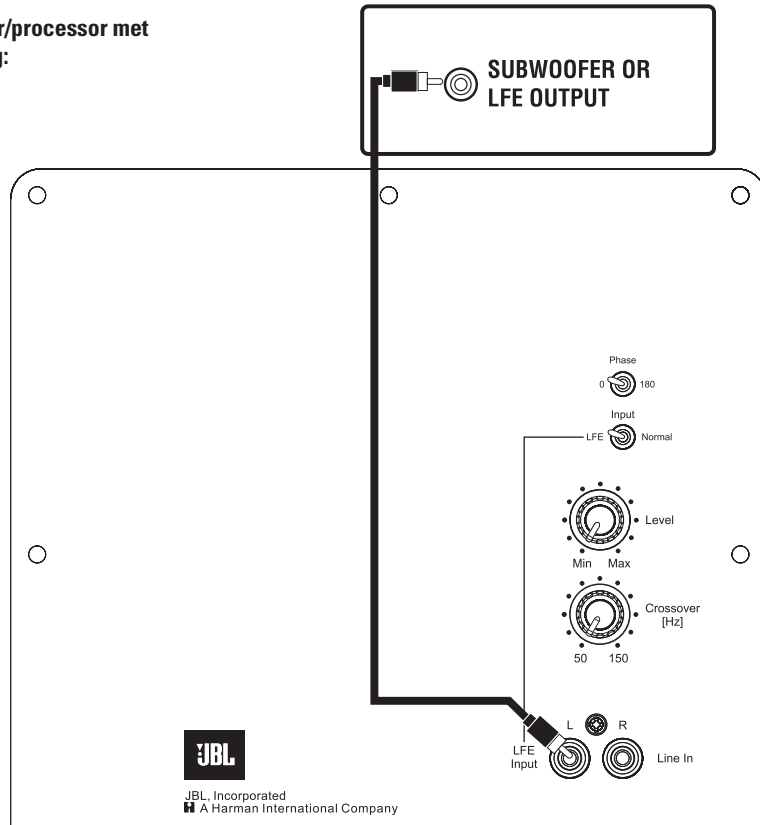 r/processor met
g:
SUBWOOFER OR
LFE OUTPUT
Phase
0 180
Input
LFE Normal
Level
Min Max
Crossover
[Hz]
50 150
L R
LFE
Input
Line In
JBL
JBL, Incorporated
H A Harman International Company